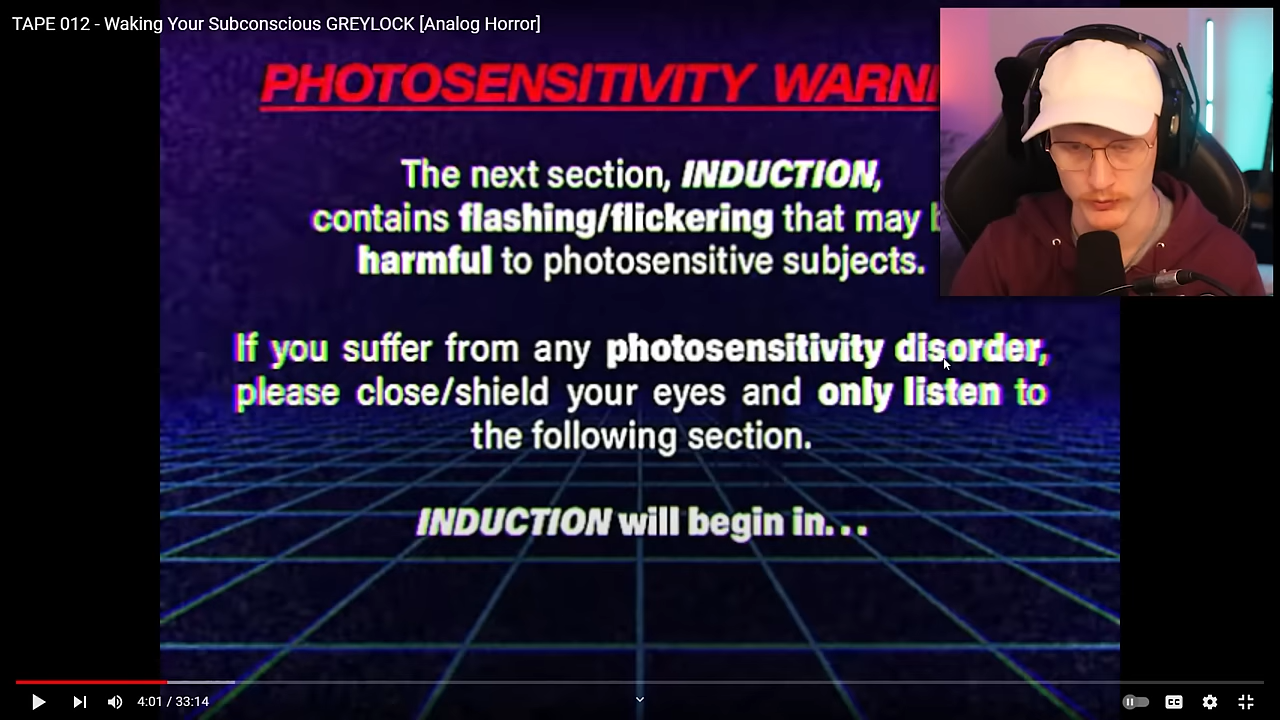 TAPE 012 - Waking Your Subconscious GREYLOCK [Analog Horror]
PHOTOSENSITIVITY
The next section, INDUCTION,
contains flashing/flickering that may
harmful to photosensitive subjects.
If you suffer from any photosensitivity disorder,
please close/shield your eyes and only listen to
the following section.
INDUCTION will begin in...
4:01 / 33:14
CC